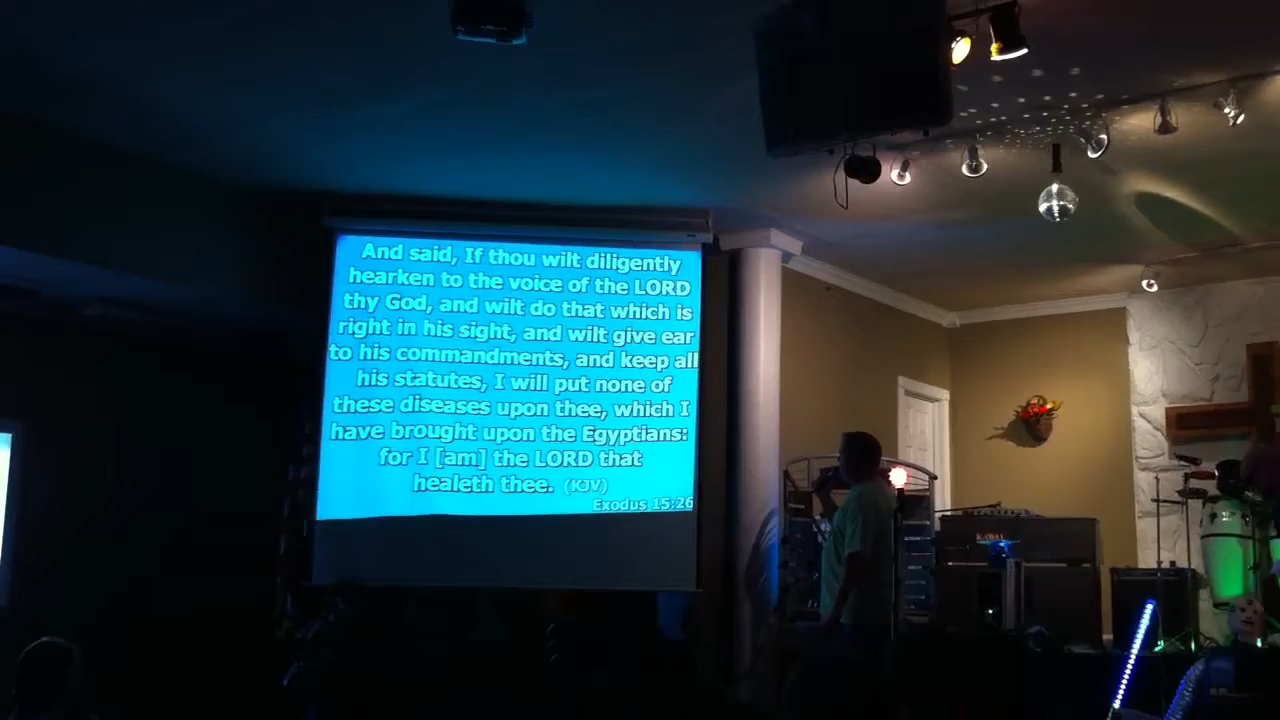 And said, If thou wilt diligently
hearken to the voice of the LORD
thy God, and wilt do that which is
right in his sight, and wilt give ear
to his commandments, and keep all
his statutes, I will put none of
these diseases upon thee, which I
have brought upon the Egyptians:
for I [am] the LORD that
healeth thee. (KJV)
Exodus 15:26
KAWAI